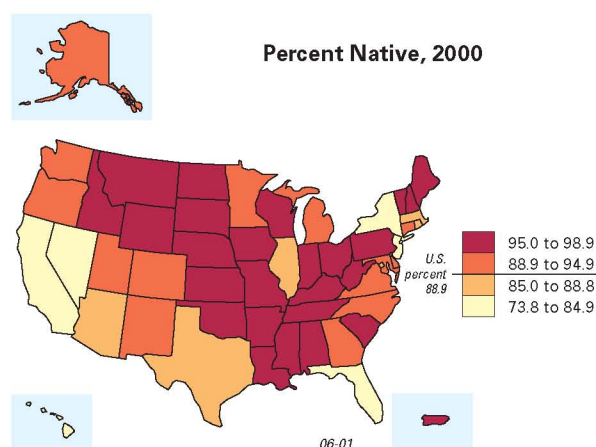 Percent Native, 2000
U.S.
percent
88.9
95.0 to 98.9
88.9 to 94.9
85.0 to 88.8
73.8 to 84.9
06-01